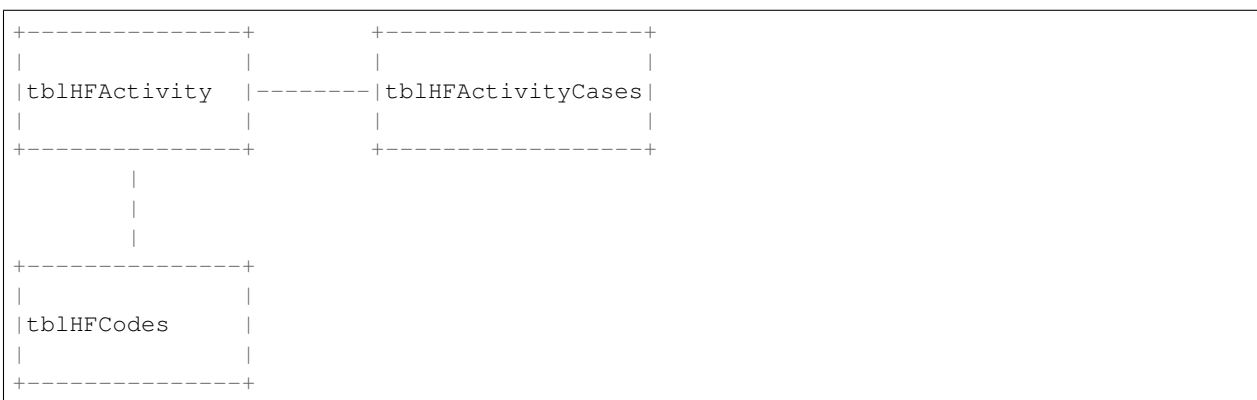 +---------------+       +------------------+
|               |       |                  |
|tblHFActivity  |--------|tblHFActivityCases|
|               |       |                  |
+---------------+       +------------------+
        |
        |
        |
+---------------+
|               |
|tblHFCodes     |
|               |
+---------------+